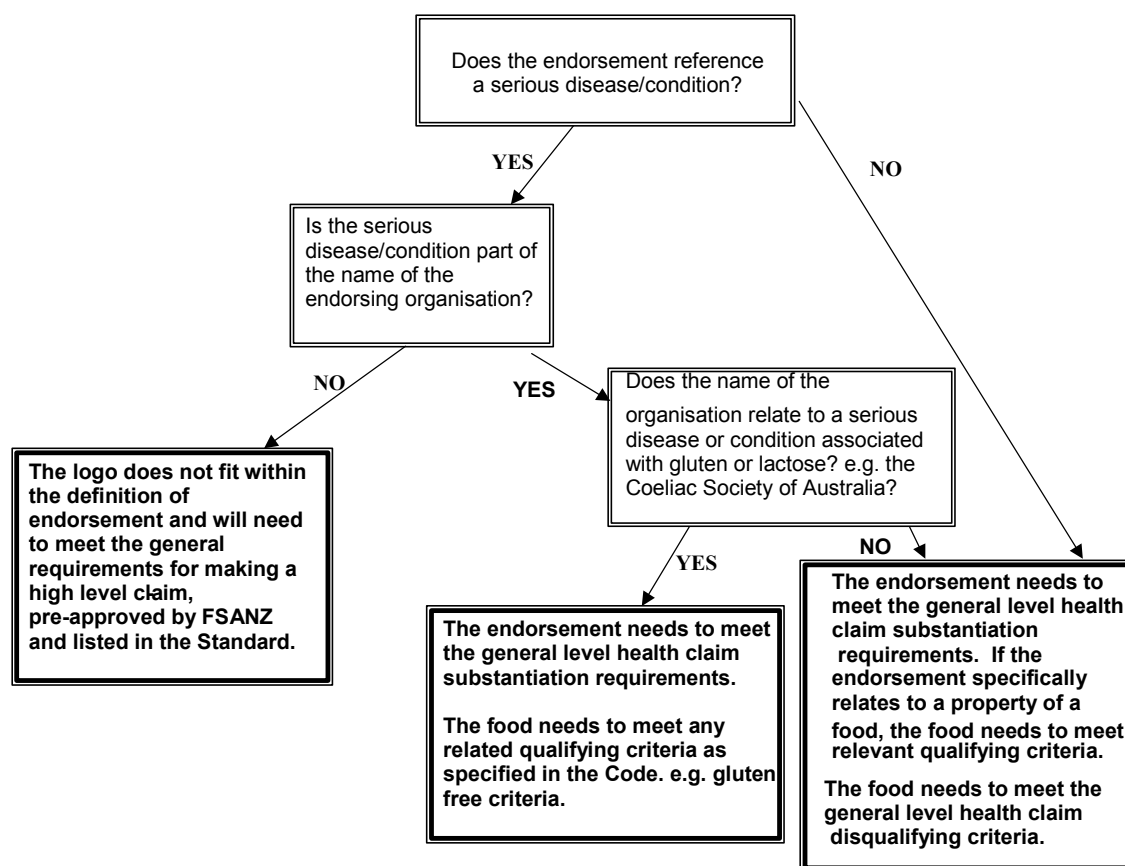 Does the endorsement reference
a serious disease/condition?
YES
NO
Is the serious
disease/condition part of
the name of the
endorsing organisation?
NO
YES
Does the name of the
organisation relate to a serious
disease or condition associated
with gluten or lactose? e.g. the
Coeliac Society of Australia?
YES
NO
The logo does not fit within
the definition of
endorsement and will need
to meet the general
requirements for making a
high level claim,
pre-approved by FSANZ
and listed in the Standard.
The endorsement needs to meet
the general level health claim
substantiation requirements.
The food needs to meet any
related qualifying criteria as
specified in the Code. e.g. gluten
free criteria.
The endorsement needs to
meet the general level health
claim substantiation
requirements. If the
endorsement specifically
relates to a property of a
food, the food needs to meet
relevant qualifying criteria.
The food needs to meet the
general level health claim
disqualifying criteria.